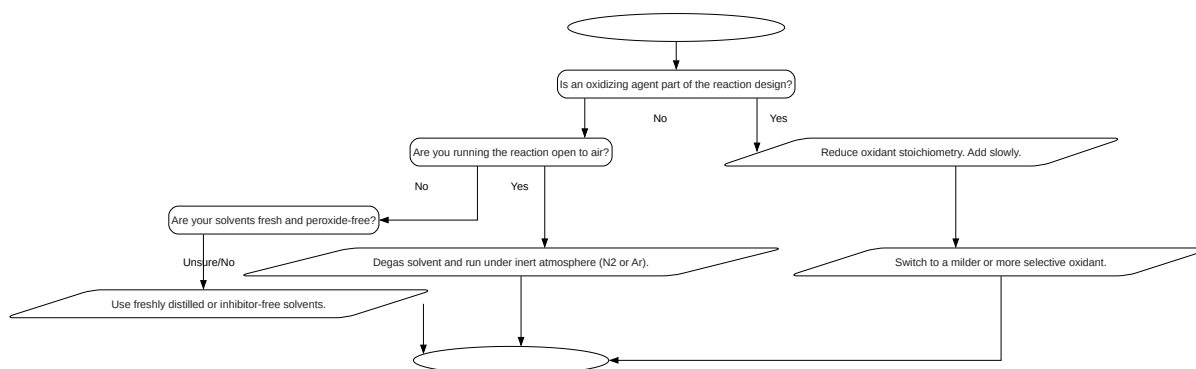 Is an oxidizing agent part of the reaction design?
No
Yes
Are you running the reaction open to air?
Reduce oxidant stoichiometry. Add slowly.
No
Yes
Are your solvents fresh and peroxide-free?
Unsure/No
Degas solvent and run under inert atmosphere (N2 or Ar).
Switch to a milder or more selective oxidant.
Use freshly distilled or inhibitor-free solvents.